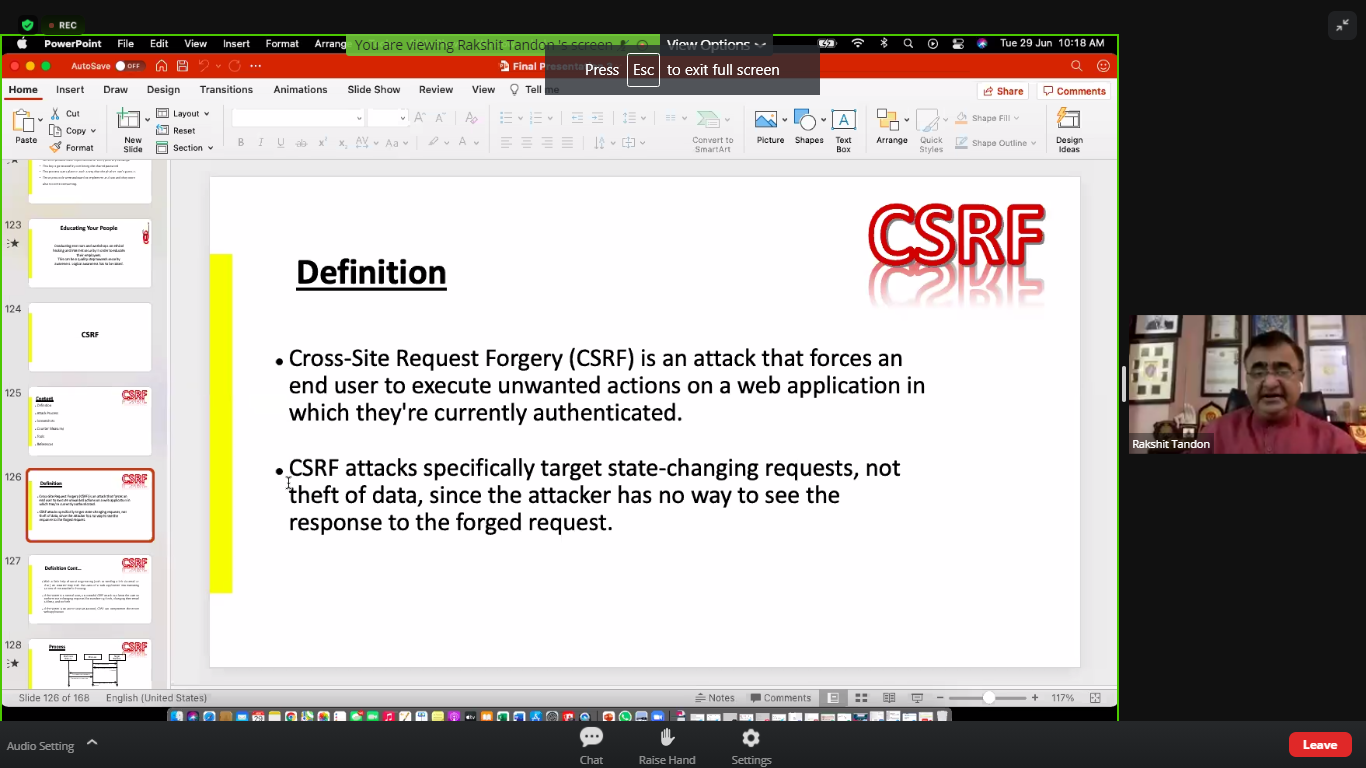 REC
PowerPoint File Edit View Insert Format Arrang
You are viewing Rakshit Tandon 's screen
View Options
Tue 29 Jun 10:18 AM
AutoSave OFF
Final
Press Esc to exit full screen
Home Insert Draw Design Transitions Animations Slide Show Review View Tell
Share Comments
Paste
Cut
Copy
Format
New
Slide
Layout
Reset
Section
B I U ab
Aa
Convert to
SmartArt
Picture
Shapes
Text
Box
Arrange
Quick
Styles
Shape Fill
Shape Outline
Design
Ideas
123
Educating Your People
124
CSRF
125
CSRF
Content
126
CSRF
Definition
127
CSRF
Definition Cont...
128
CSRF
Process
CSRF
Definition
• Cross-Site Request Forgery (CSRF) is an attack that forces an
end user to execute unwanted actions on a web application in
which they're currently authenticated.
• CSRF attacks specifically target state-changing requests, not
theft of data, since the attacker has no way to see the
response to the forged request.
Rakshit Tandon
Slide 126 of 168 English (United States)
Notes Comments
117%
Audio Setting
Chat
Raise Hand
Settings
Leave